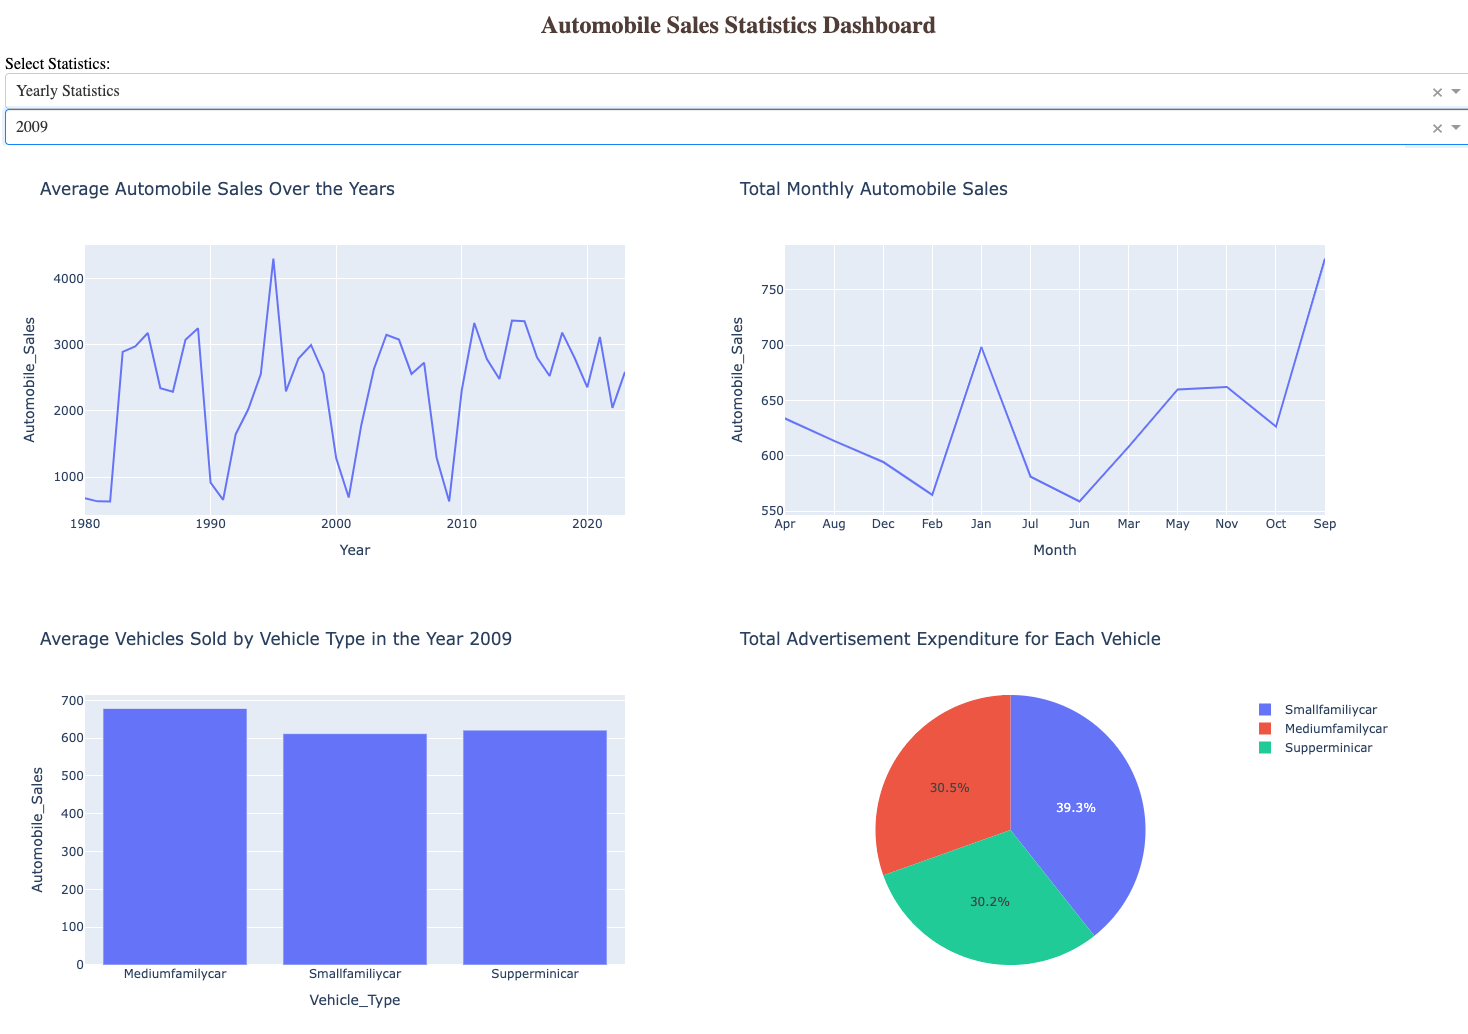 Automobile Sales Statistics Dashboard
Select Statistics:
Yearly Statistics
2009
Average Automobile Sales Over the Years
Automobile_Sales
4000
3000
2000
1000
1980 1990 2000 2010 2020
Year
Total Monthly Automobile Sales
Automobile_Sales
750
700
650
600
550
Apr Aug Dec Feb Jan Jul Jun Mar May Nov Oct Sep
Month
Average Vehicles Sold by Vehicle Type in the Year 2009
Automobile_Sales
700
600
500
400
300
200
100
0
Mediumfamilycar Smallfamiliycar Supperminicar
Vehicle_Type
Total Advertisement Expenditure for Each Vehicle
30.5%
39.3%
30.2%
Smallfamiliycar
Mediumfamilycar
Supperminicar